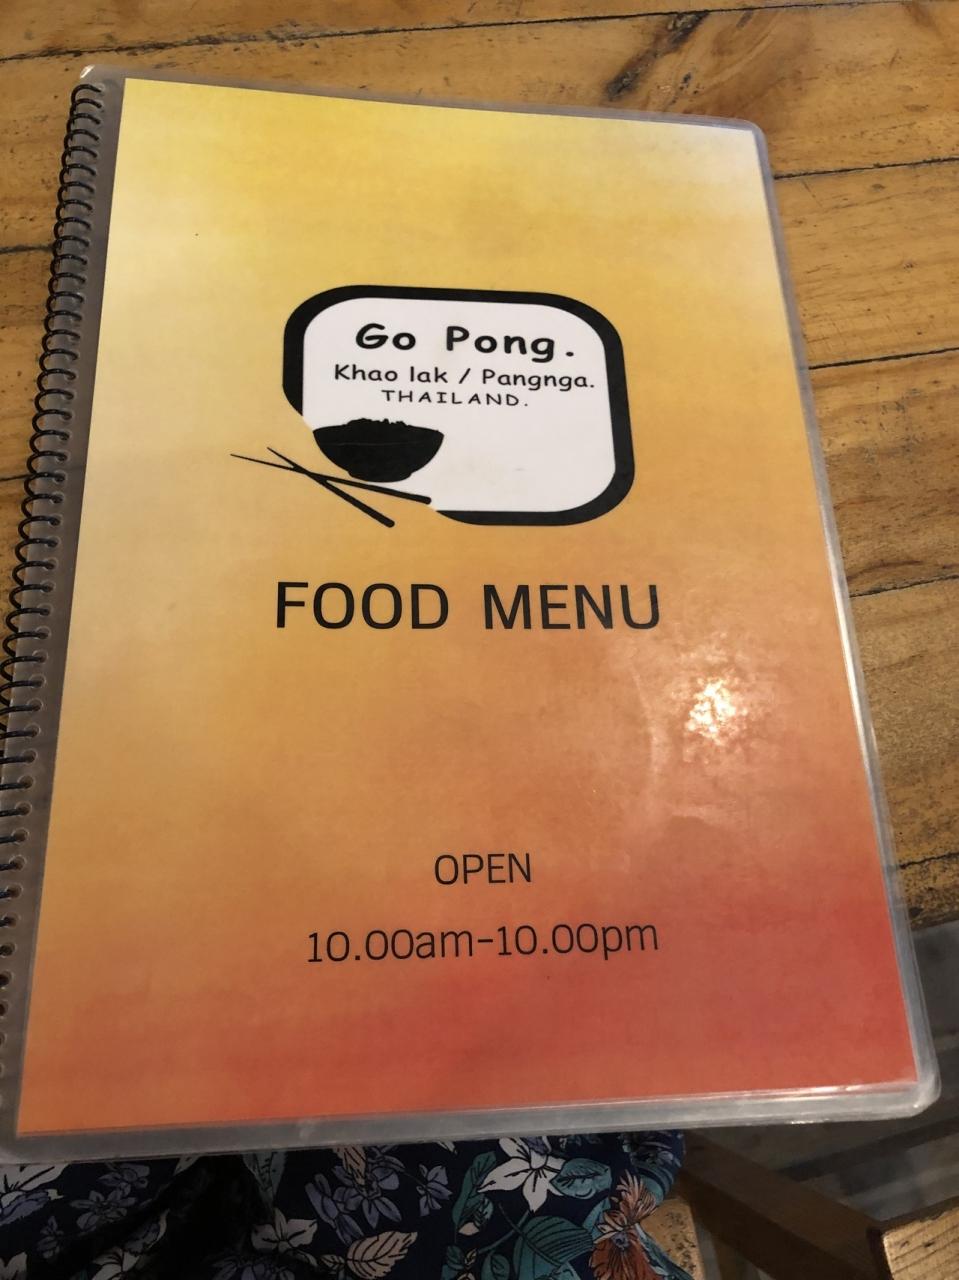 Go Pong.
Khao lak / Pangnga.
THAILAND.
FOOD MENU
OPEN
10.00am-10.00pm